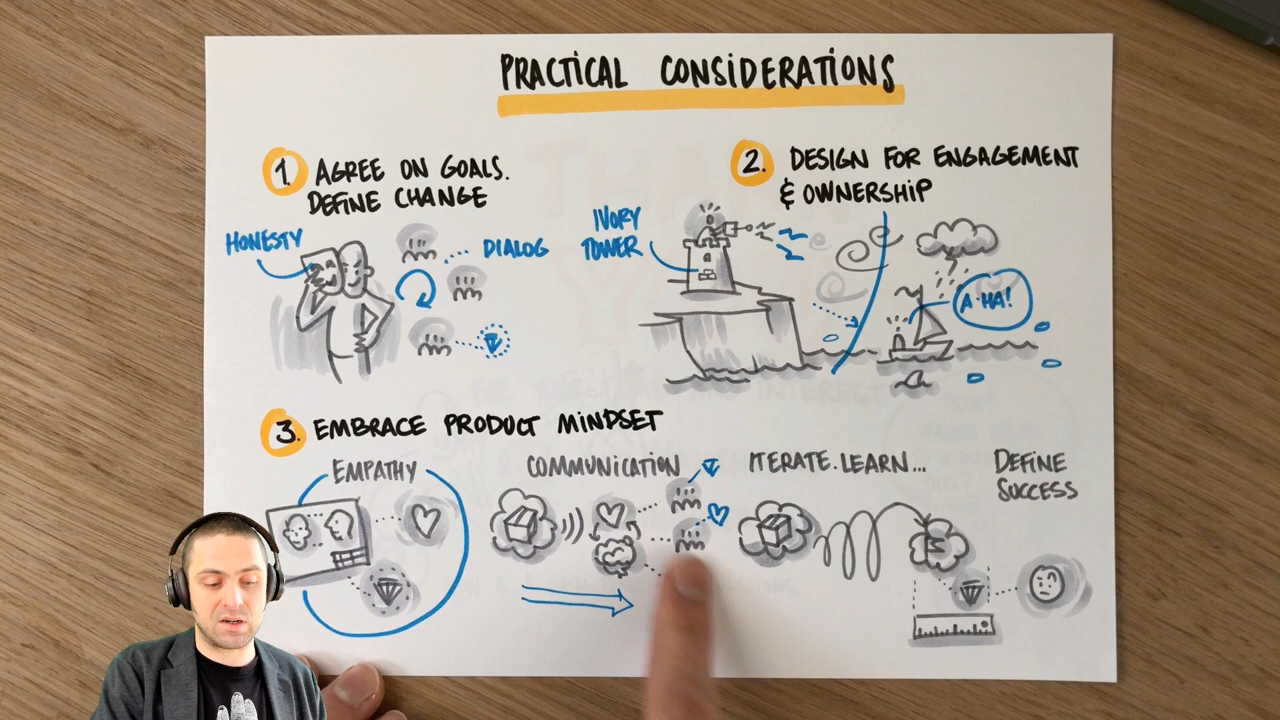 PRACTICAL CONSIDERATIONS
1. AGREE ON GOALS.
DEFINE CHANGE
HONESTY
DIALOG
2. DESIGN FOR ENGAGEMENT
& OWNERSHIP
IVORY
TOWER
A-HA!
3. EMBRACE PRODUCT MINDSET
EMPATHY
COMMUNICATION
ITERATE. LEARN...
DEFINE
SUCCESS